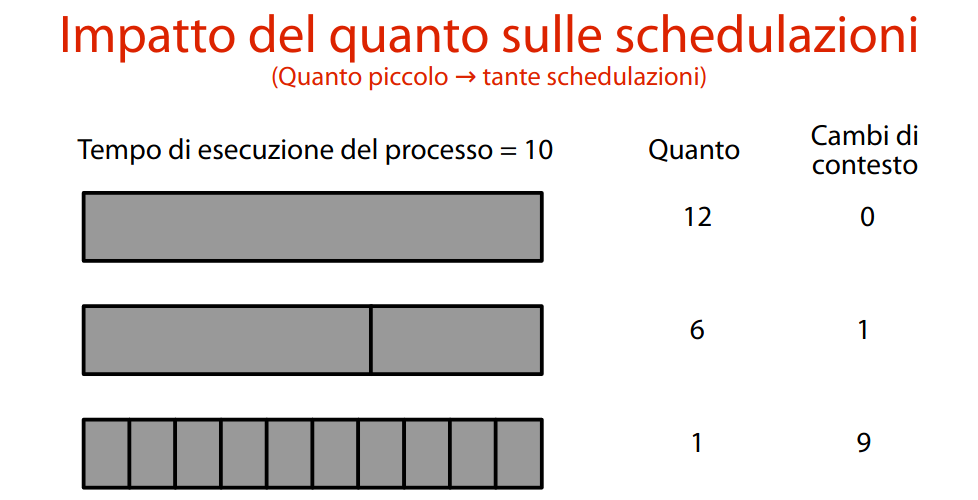 Impatto del quanto sulle schedulazioni
(Quanto piccolo → tante schedulazioni)
Tempo di esecuzione del processo = 10
Quanto
Cambi di
contesto
12 0
6 1
1 9